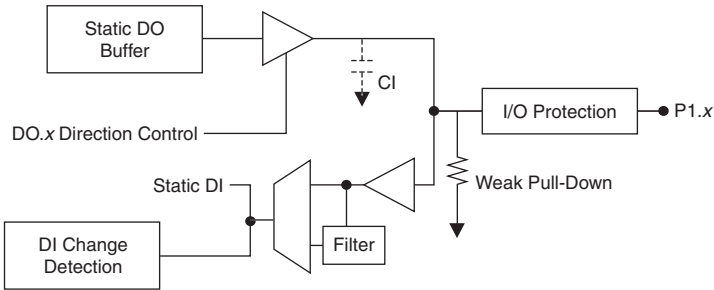 Static DO
Buffer
CI
I/O Protection
P1.x
DO.x Direction Control
Static DI
Weak Pull-Down
DI Change
Detection
Filter